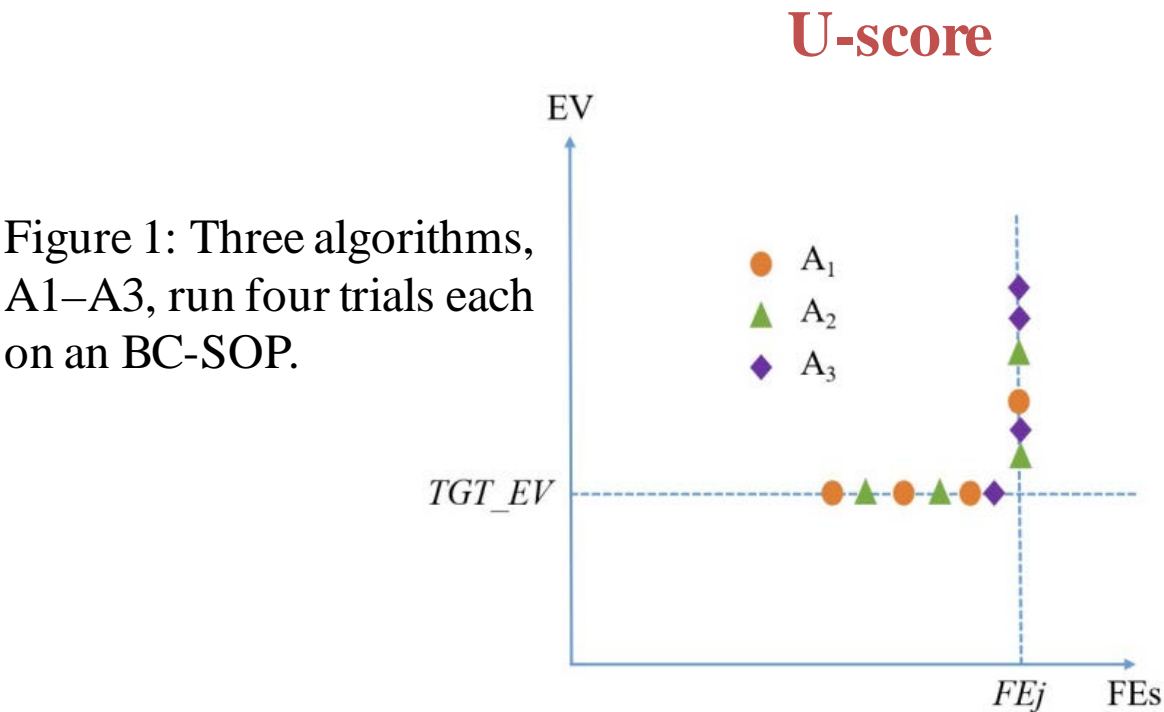 U-score
EV
Figure 1: Three algorithms,
A1–A3, run four trials each
on an BC-SOP.
A₁
A₂
A₃
TGT_EV
FEj
FEs